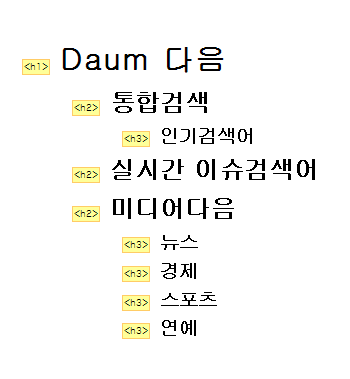 <h1> Daum 다음
<h2> 통합검색
<h3> 인기검색어
<h2> 실시간 이슈검색어
<h2> 미디어다음
<h3> 뉴스
<h3> 경제
<h3> 스포츠
<h3> 연예